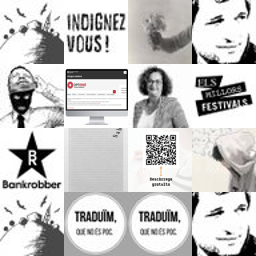 INDIGNEZ
VOUS !
ELS
MILLORS
FESTIVALS
R
Bankrobber
Descàrrega
gratuïta
TRADUÏM,
QUE NO ÉS POC.
TRADUÏM,
QUE NO ÉS POC.